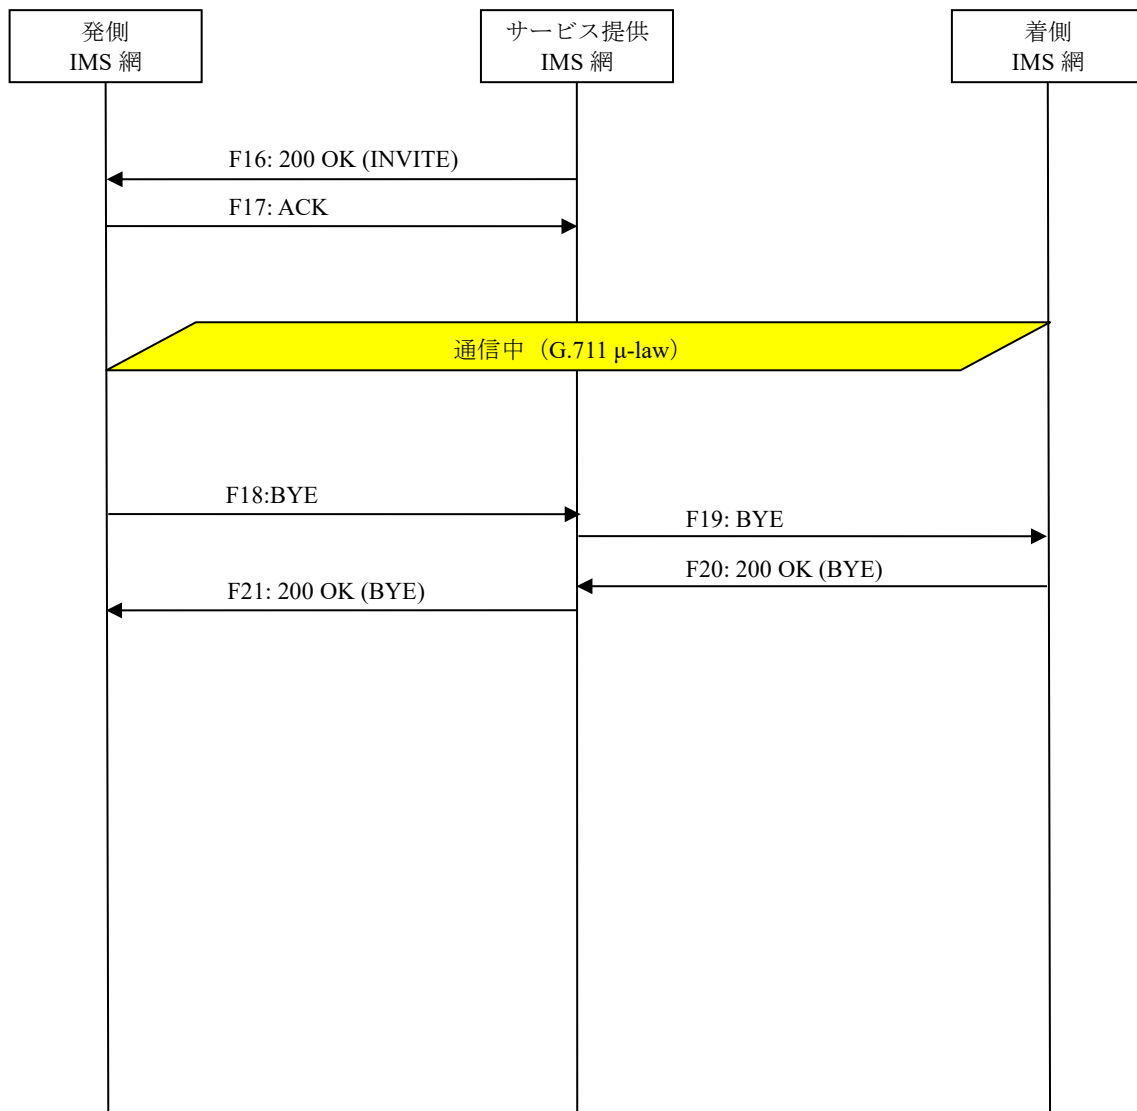 発側
IMS 網
サービス提供
IMS 網
着側
IMS 網
F16: 200 OK (INVITE)
F17: ACK
通信中（G.711 μ-law）
F18:BYE
F19: BYE
F20: 200 OK (BYE)
F21: 200 OK (BYE)